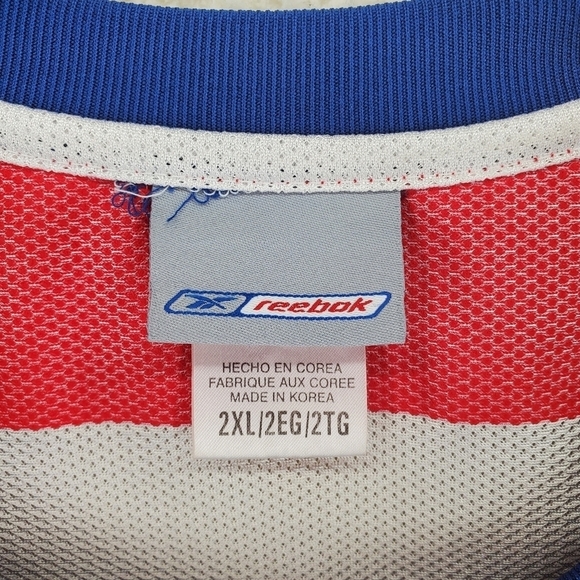 reebok
HECHO EN COREA
FABRIQUE AUX COREE
MADE IN KOREA
2XL/2EG/2TG